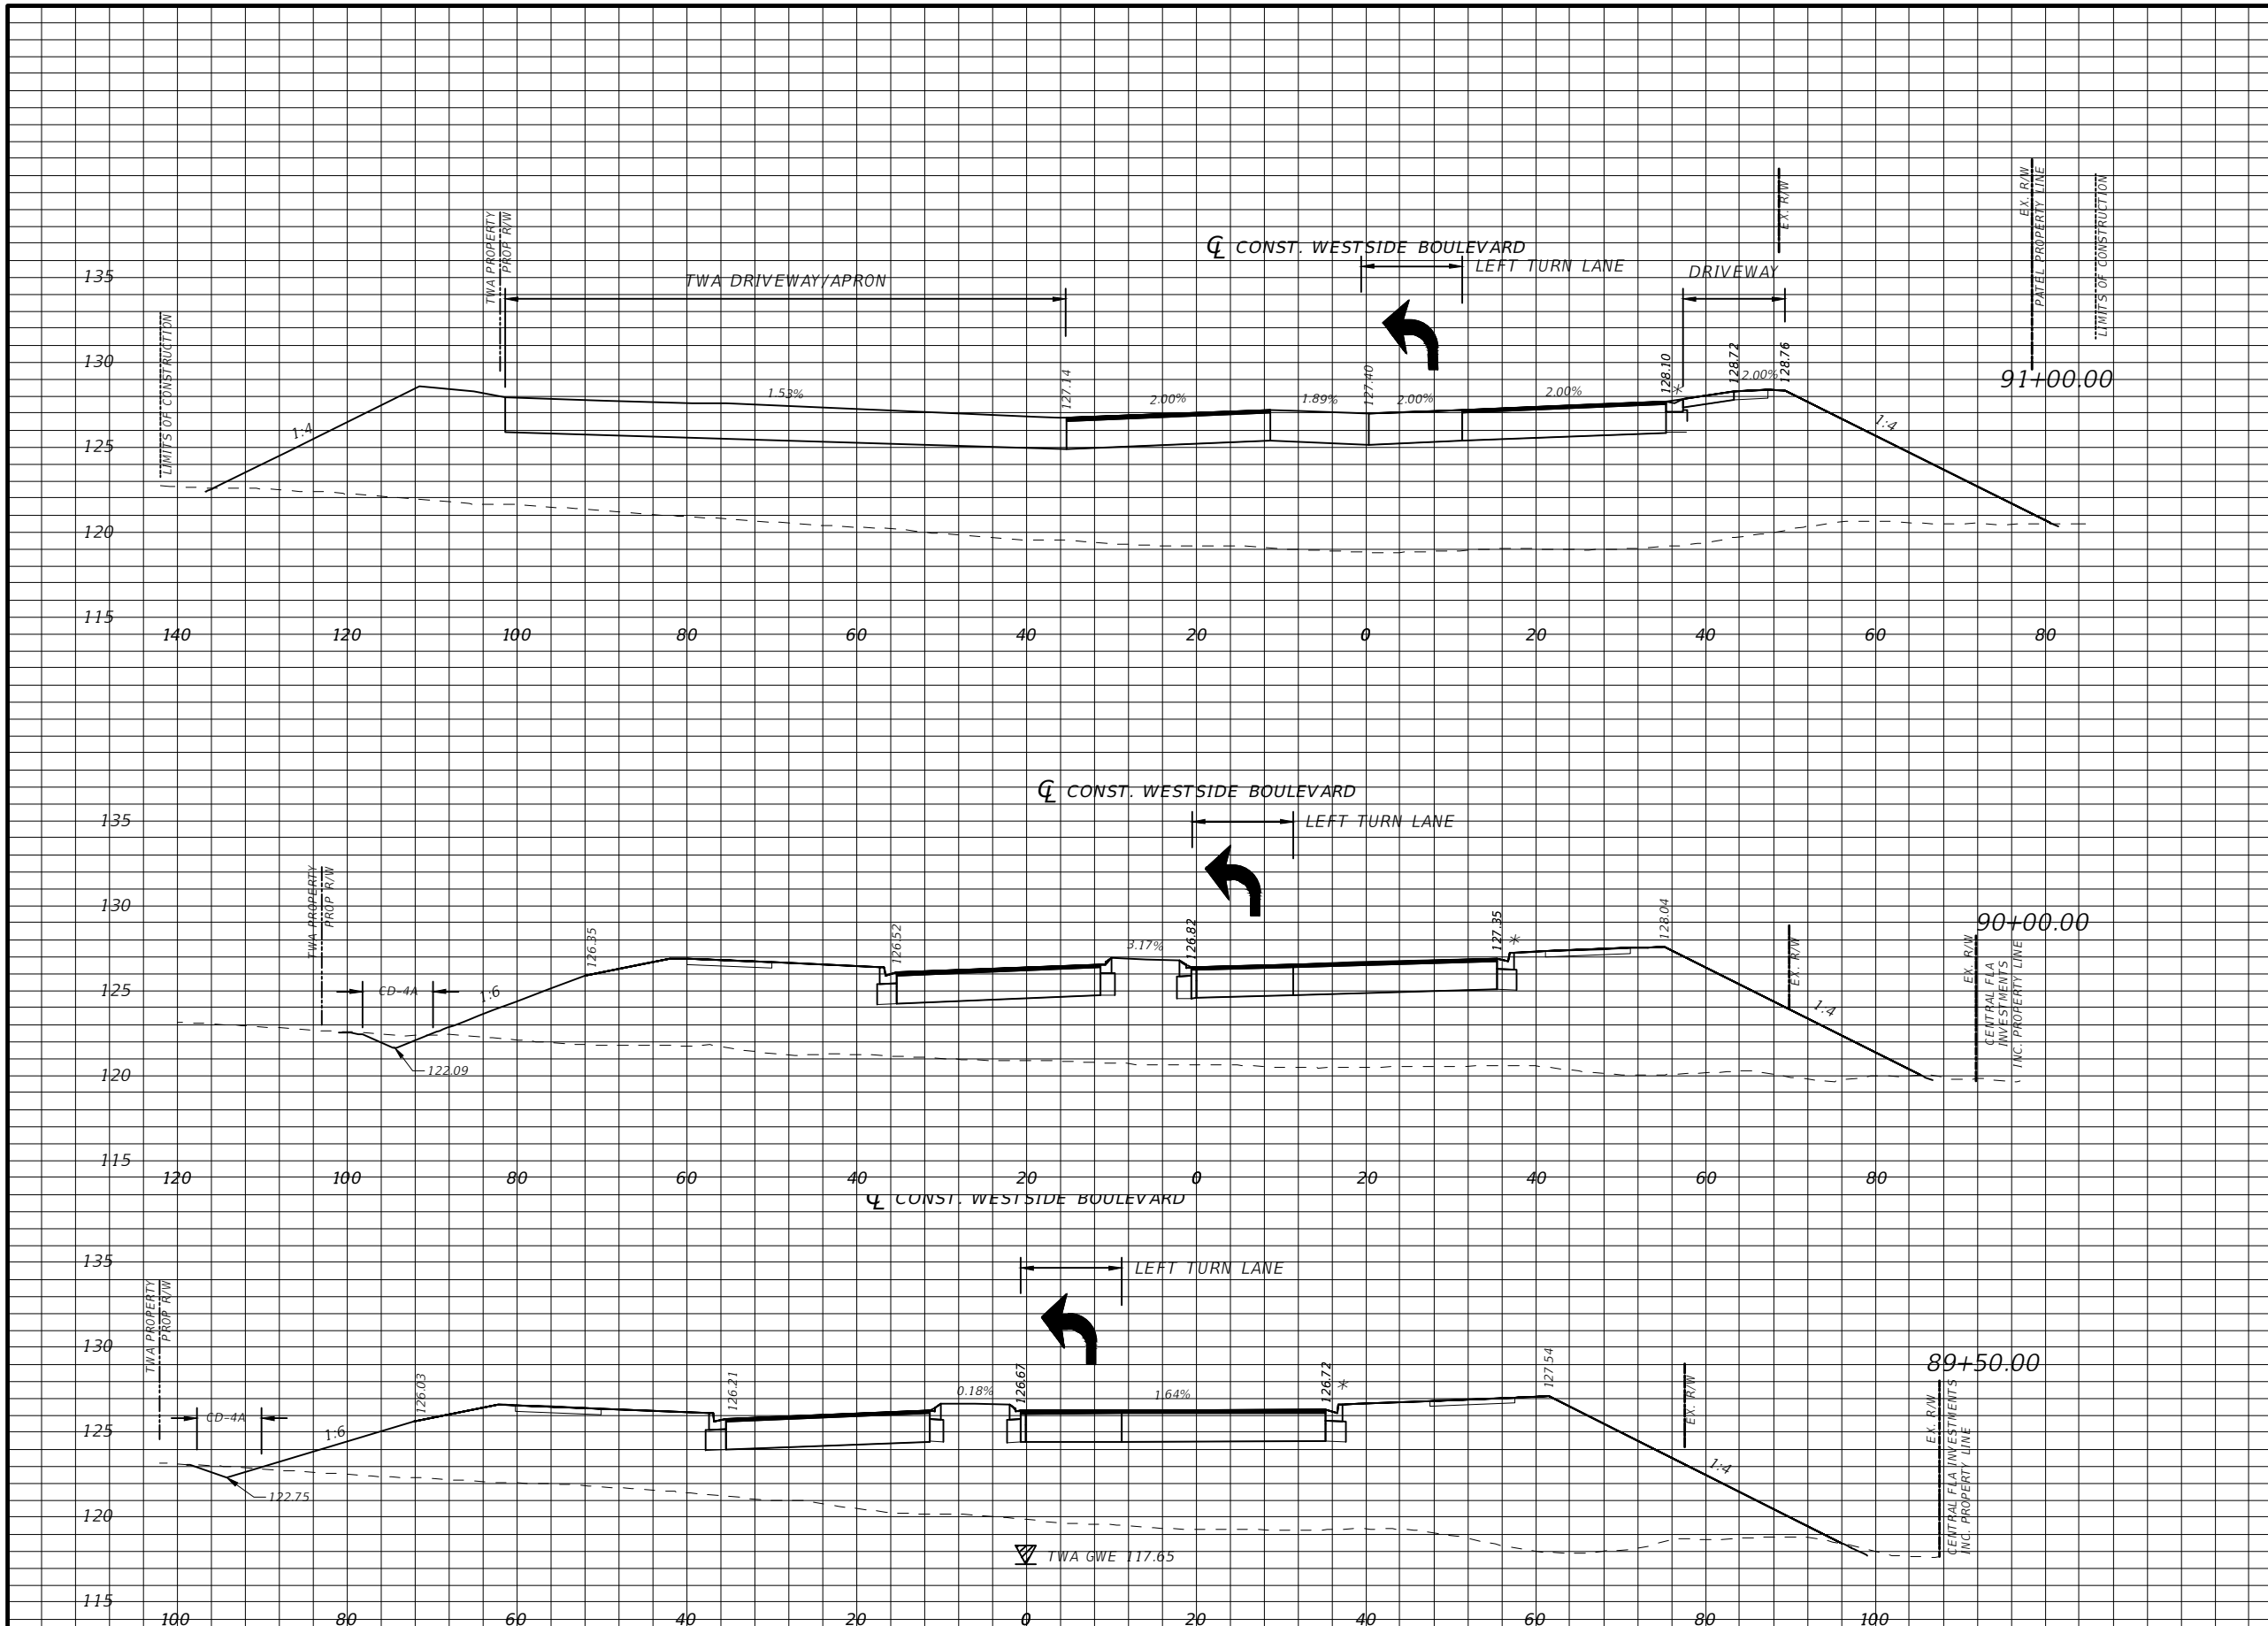 TWA PROPERTY
PROP R/W
EX. R/W
EX. R/W
PATEL PROPERTY LINE
LIMITS OF CONSTRUCTION
℄ CONST. WESTSIDE BOULEVARD
LEFT TURN LANE
DRIVEWAY
135
TWA DRIVEWAY/APRON
LIMITS OF CONSTRUCTION
130
127.14
127.40
128.10
*
128.72
128.76
91+00.00
1.53%
2.00%
1.89%
2.00%
2.00%
2.00%
1:4
1:4
125
120
115
140 120 100 80 60 40 20 0 20 40 60 80
℄ CONST. WESTSIDE BOULEVARD
135
LEFT TURN LANE
TWA PROPERTY
PROP R/W
130
126.35
126.52
3.17%
126.82
127.35
*
128.04
EX. R/W
90+00.00
EX. R/W
CENTRAL FLA
INVESTMENTS
INC. PROPERTY LINE
125
CD-4A
1:6
1:4
122.09
120
115
120 100 80 60 40 20 0 20 40 60 80
℄ CONST. WESTSIDE BOULEVARD
135
LEFT TURN LANE
TWA PROPERTY
PROP R/W
130
126.03
126.21
0.18%
126.67
1.64%
126.72
*
127.54
EX. R/W
89+50.00
EX. R/W
CENTRAL FLA INVESTMENTS
INC. PROPERTY LINE
CD-4A
125
1:6
1:4
122.75
120
TWA GWE 117.65
115
100 80 60 40 20 0 20 40 60 80 100